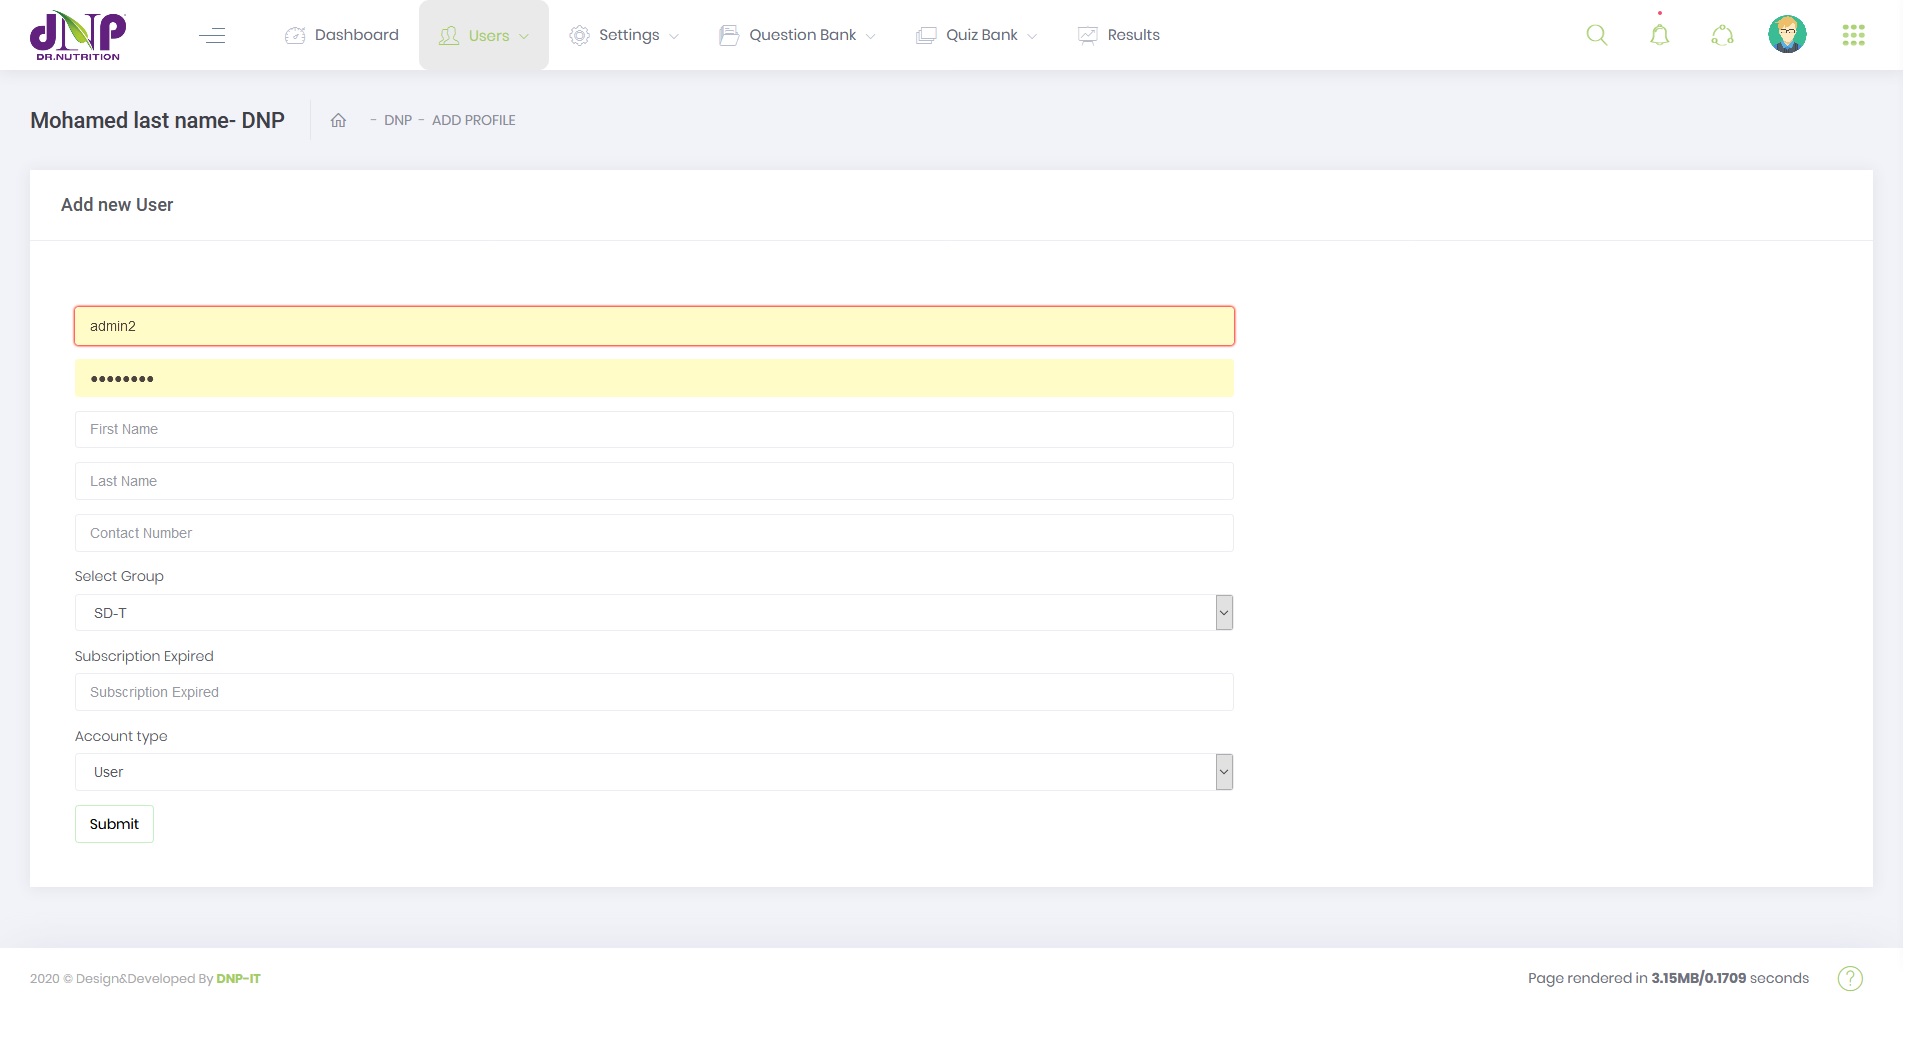 dNP
DR.NUTRITION
Dashboard
Users
Settings
Question Bank
Quiz Bank
Results
Mohamed last name- DNP
- DNP - ADD PROFILE
Add new User
admin2
••••••••
First Name
Last Name
Contact Number
Select Group
SD-T
Subscription Expired
Subscription Expired
Account type
User
Submit
2020 © Design&Developed By DNP-IT
Page rendered in 3.15MB/0.1709 seconds
?